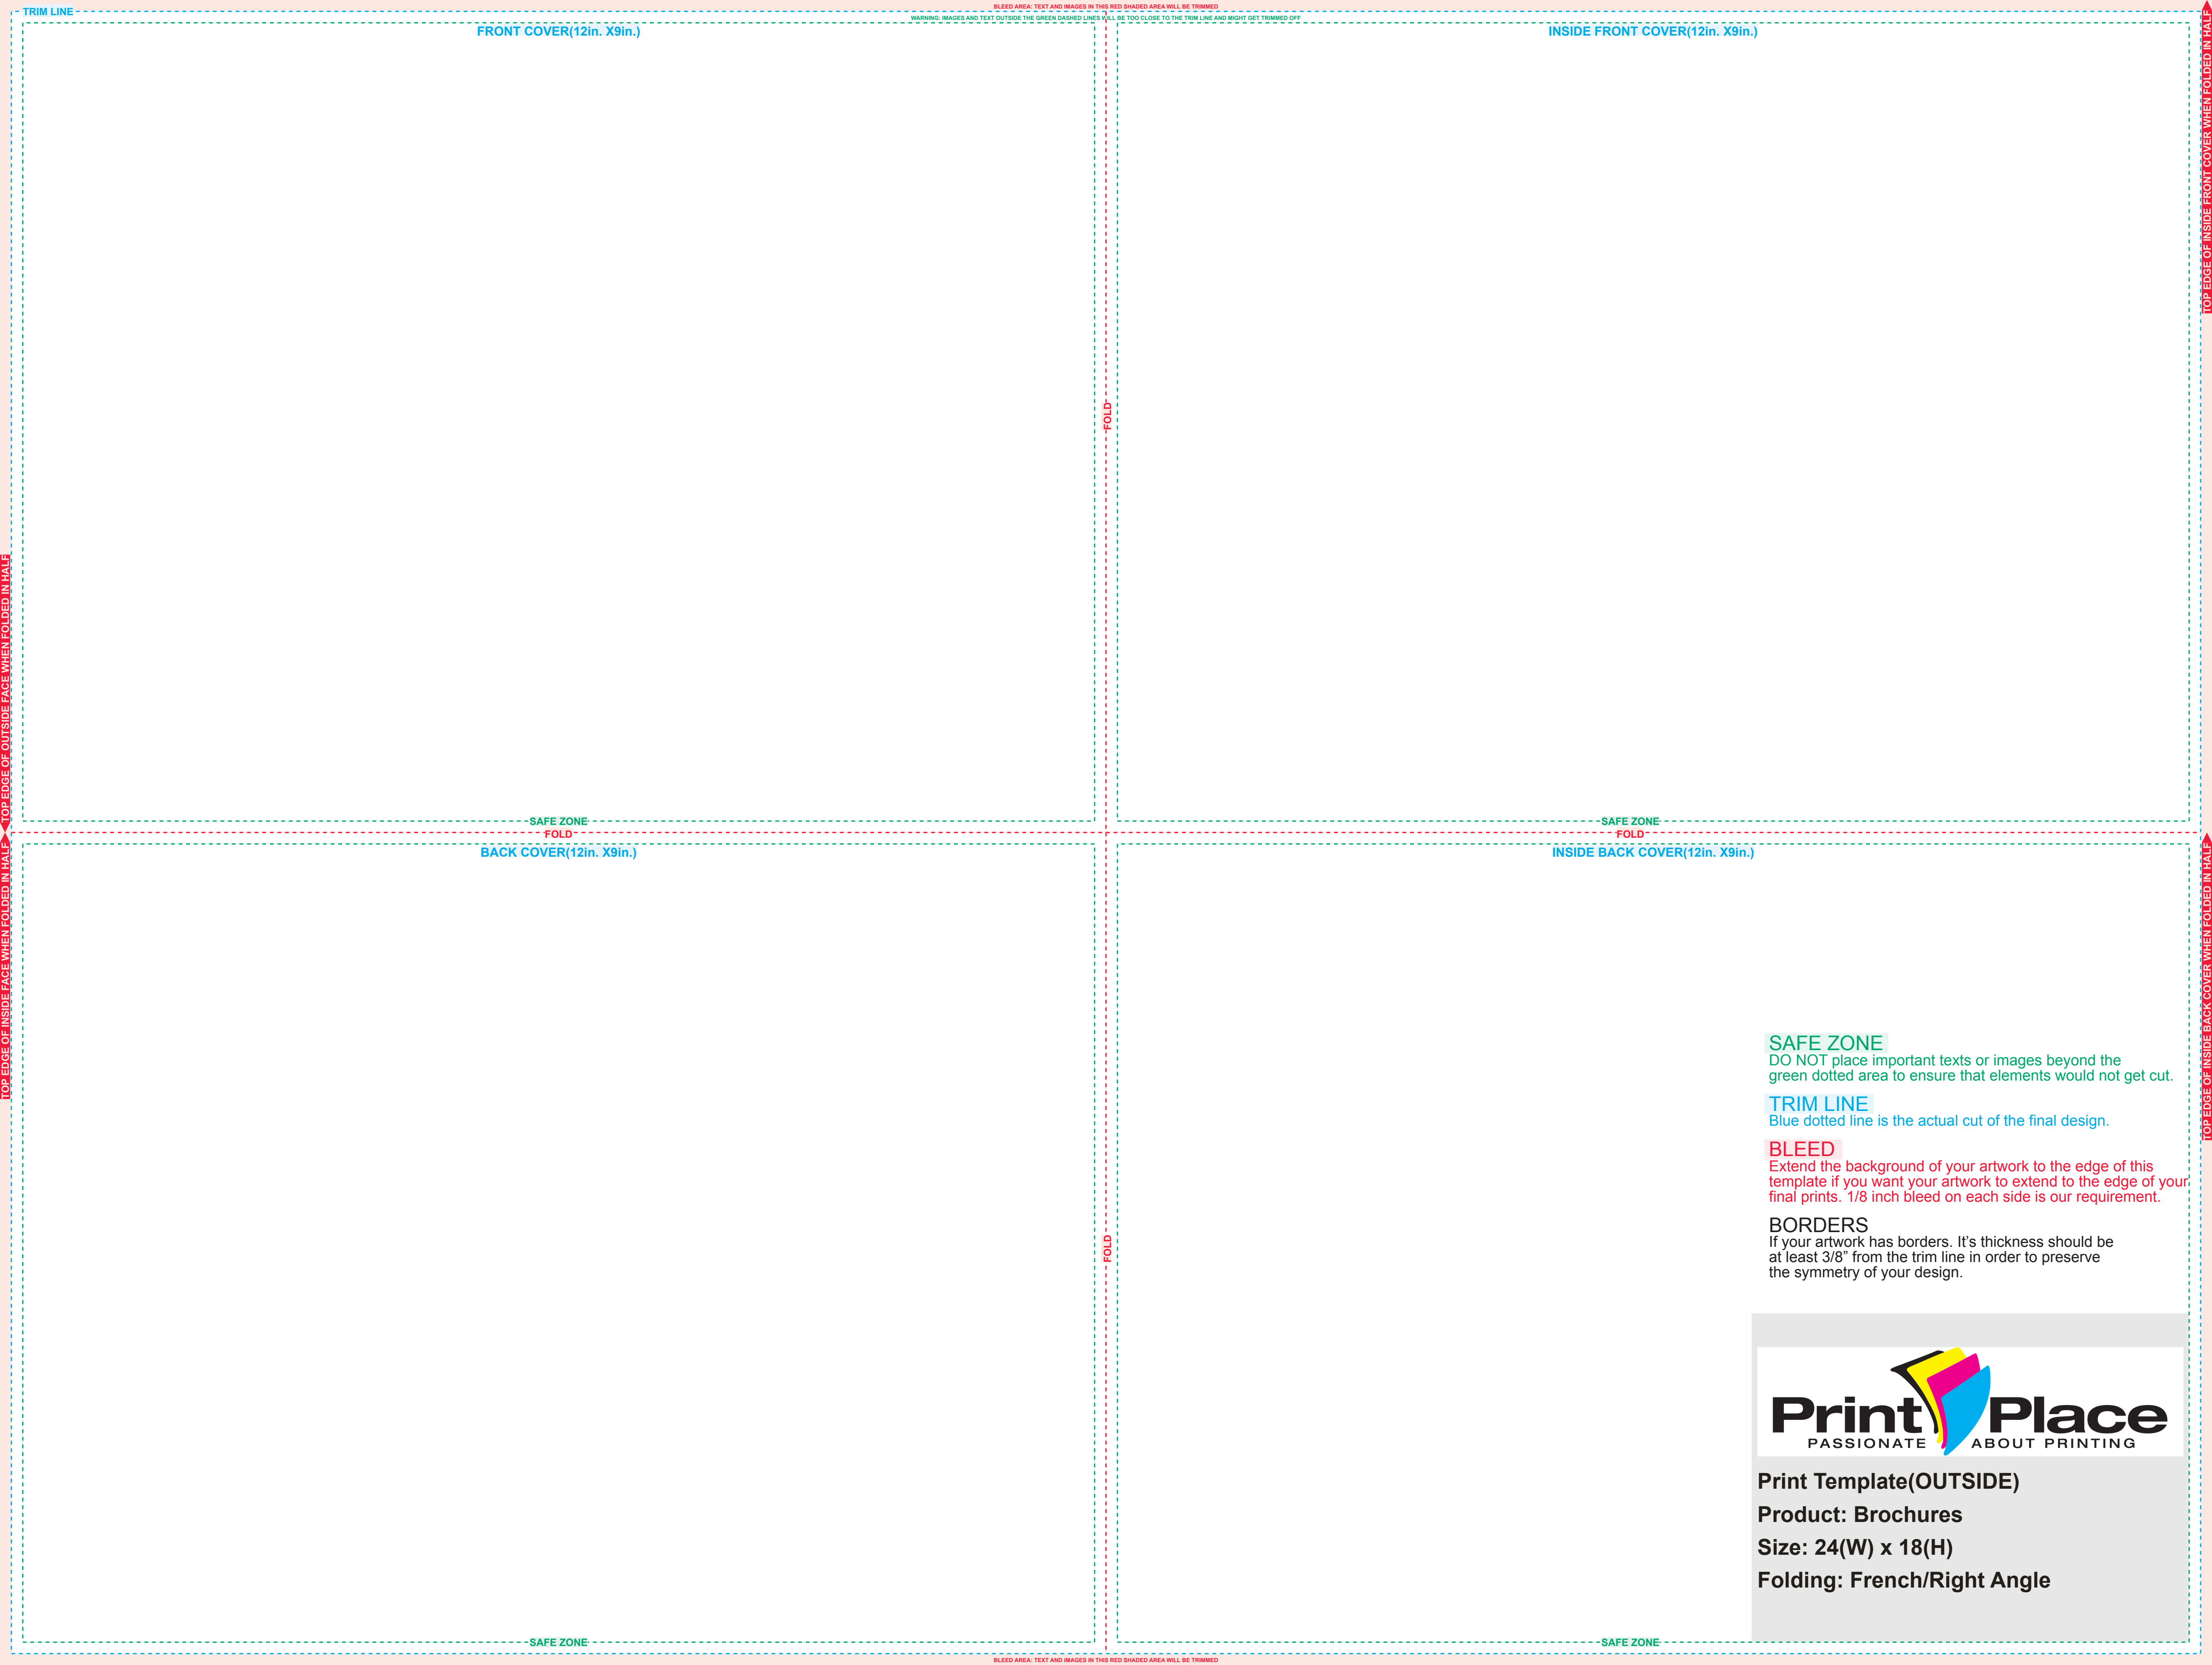 BLEED AREA: TEXT AND IMAGES IN THIS RED SHADED AREA WILL BE TRIMMED
TRIM LINE
WARNING: IMAGES AND TEXT OUTSIDE THE GREEN DASHED LINES WILL BE TOO CLOSE TO THE TRIM LINE AND MIGHT GET TRIMMED OFF
FRONT COVER(12in. X9in.)
INSIDE FRONT COVER(12in. X9in.)
TOP EDGE OF INSIDE FRONT COVER WHEN FOLDED IN HALF
FOLD
TOP EDGE OF OUTSIDE FACE WHEN FOLDED IN HALF
SAFE ZONE
SAFE ZONE
FOLD
FOLD
BACK COVER(12in. X9in.)
INSIDE BACK COVER(12in. X9in.)
TOP EDGE OF INSIDE FACE WHEN FOLDED IN HALF
TOP EDGE OF INSIDE BACK COVER WHEN FOLDED IN HALF
FOLD
SAFE ZONE
DO NOT place important texts or images beyond the
green dotted area to ensure that elements would not get cut.
TRIM LINE
Blue dotted line is the actual cut of the final design.
BLEED
Extend the background of your artwork to the edge of this
template if you want your artwork to extend to the edge of your
final prints. 1/8 inch bleed on each side is our requirement.
BORDERS
If your artwork has borders. It’s thickness should be
at least 3/8” from the trim line in order to preserve
the symmetry of your design.
Print Place
PASSIONATE ABOUT PRINTING
Print Template(OUTSIDE)
Product: Brochures
Size: 24(W) x 18(H)
Folding: French/Right Angle
SAFE ZONE
SAFE ZONE
BLEED AREA: TEXT AND IMAGES IN THIS RED SHADED AREA WILL BE TRIMMED